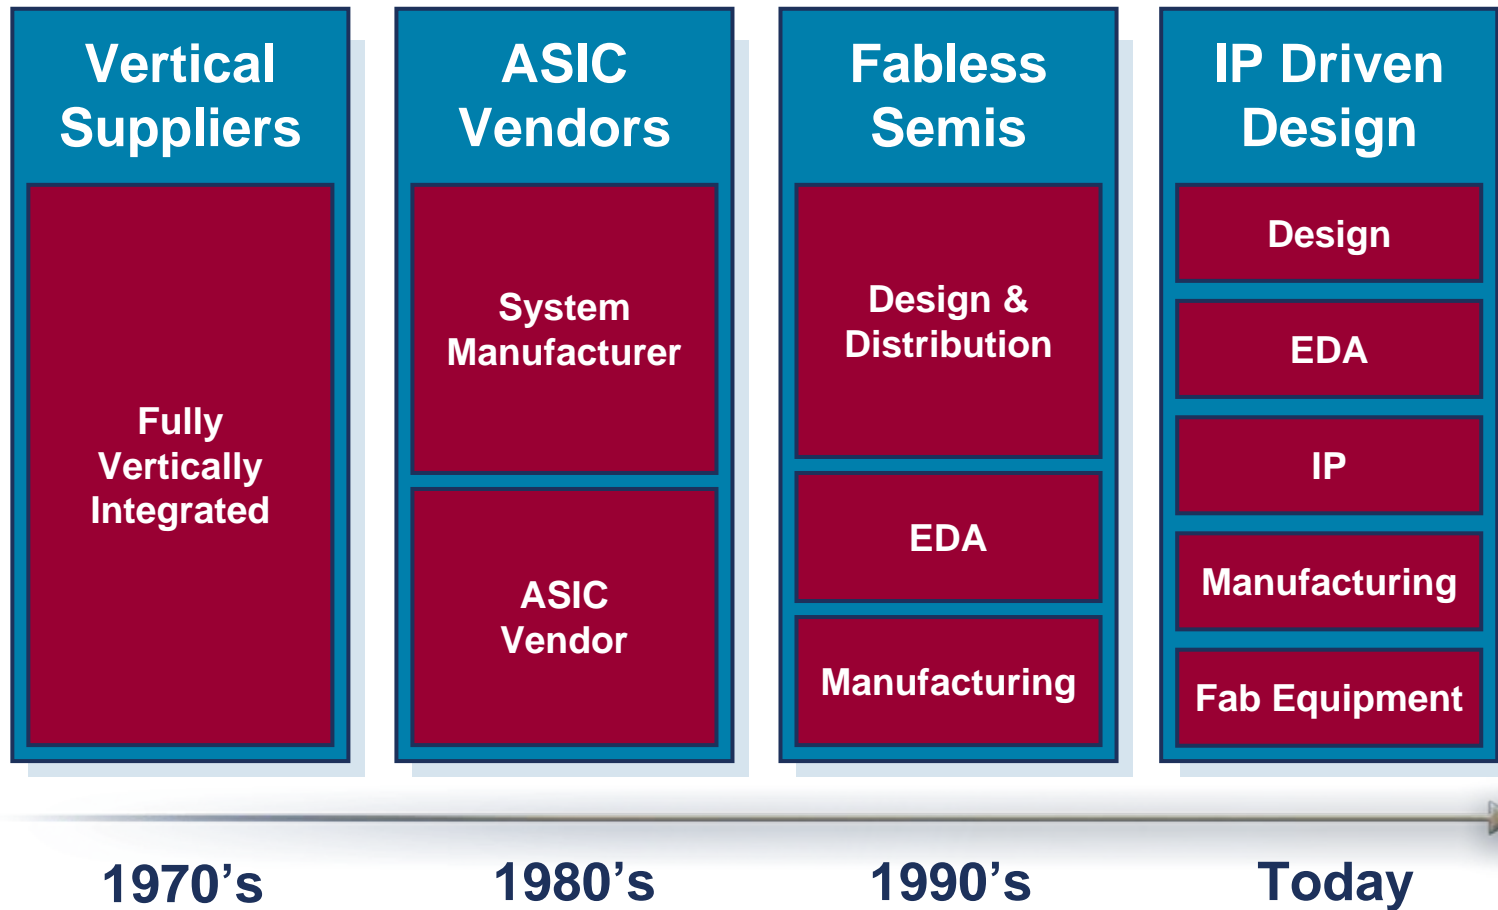 Vertical
Suppliers
Fully
Vertically
Integrated
ASIC
Vendors
System
Manufacturer
ASIC
Vendor
Fabless
Semis
Design &
Distribution
EDA
Manufacturing
IP Driven
Design
Design
EDA
IP
Manufacturing
Fab Equipment
1970’s
1980’s
1990’s
Today